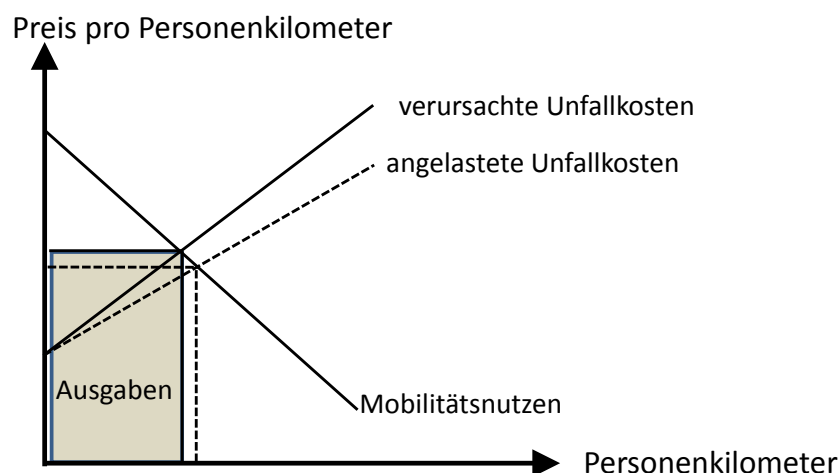 Preis pro Personenkilometer
verursachte Unfallkosten
angelastete Unfallkosten
Ausgaben
Mobilitätsnutzen
Personenkilometer